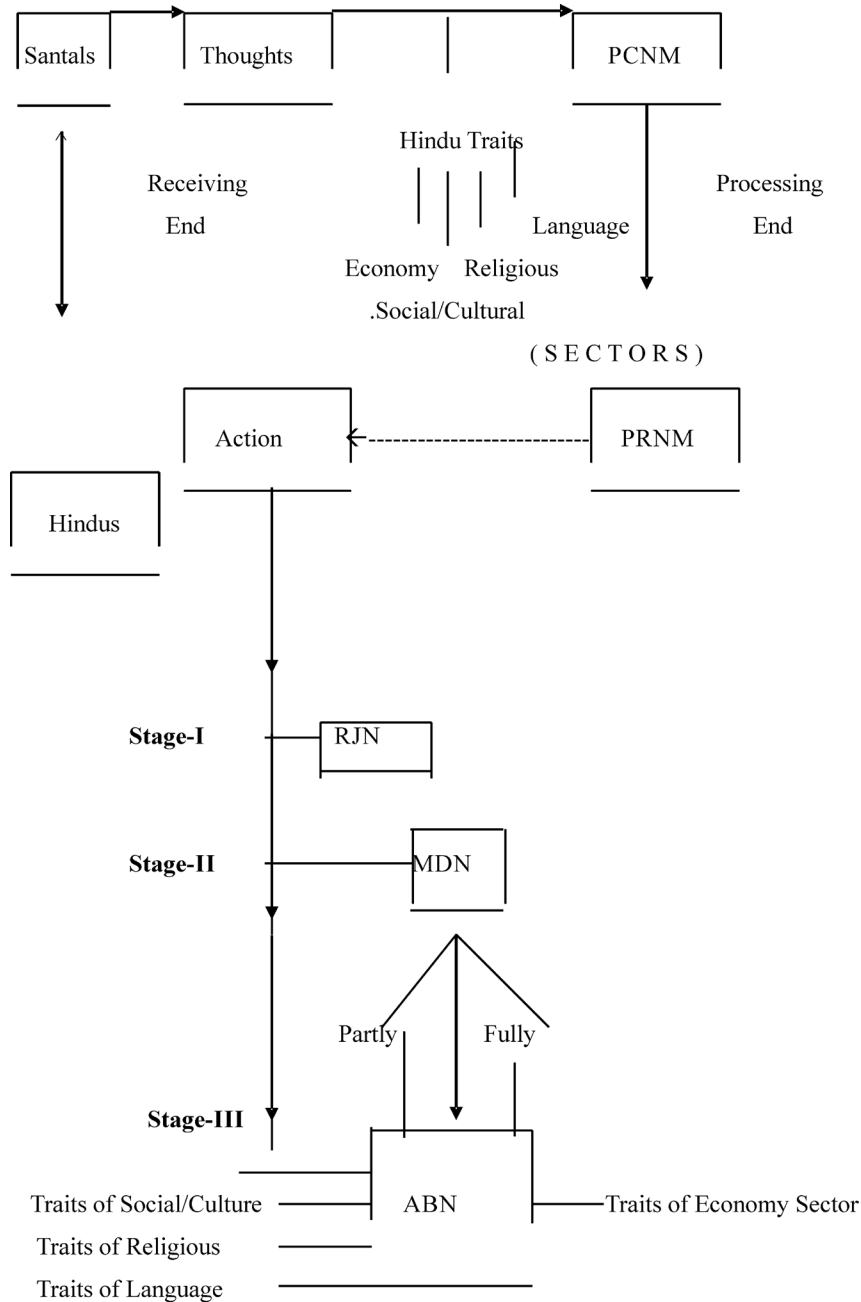 Santals Thoughts PCNM
Hindu Traits
Receiving Processing
End Language End
Economy Religious
.Social/Cultural
( S E C T O R S )
Action PRNM
Hindus
Stage-I RJN
Stage-II MDN
Partly Fully
Stage-III
Traits of Social/Culture ABN Traits of Economy Sector
Traits of Religious
Traits of Language